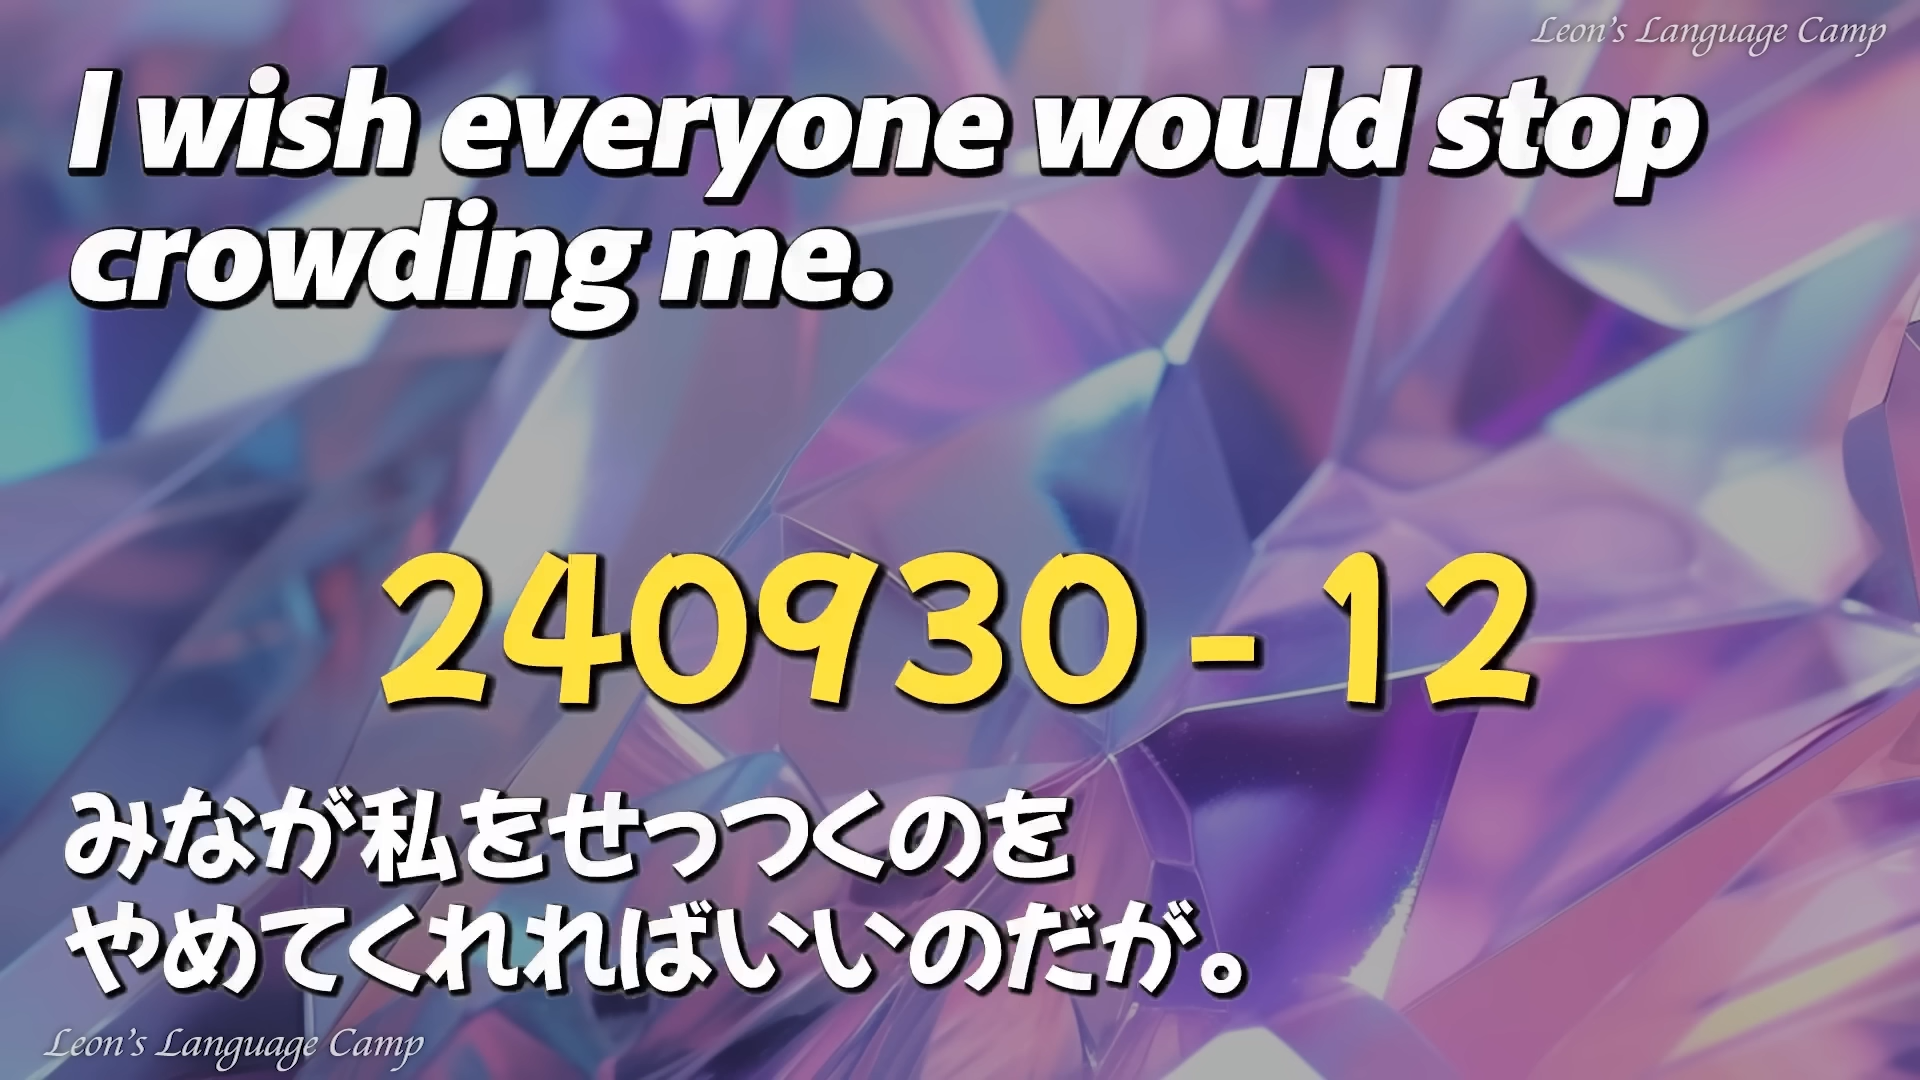 Leon's Language Camp
I wish everyone would stop
crowding me.
240930 - 12
みなが私をせっつくのを
やめてくれればいいのだが。
Leon's Language Camp